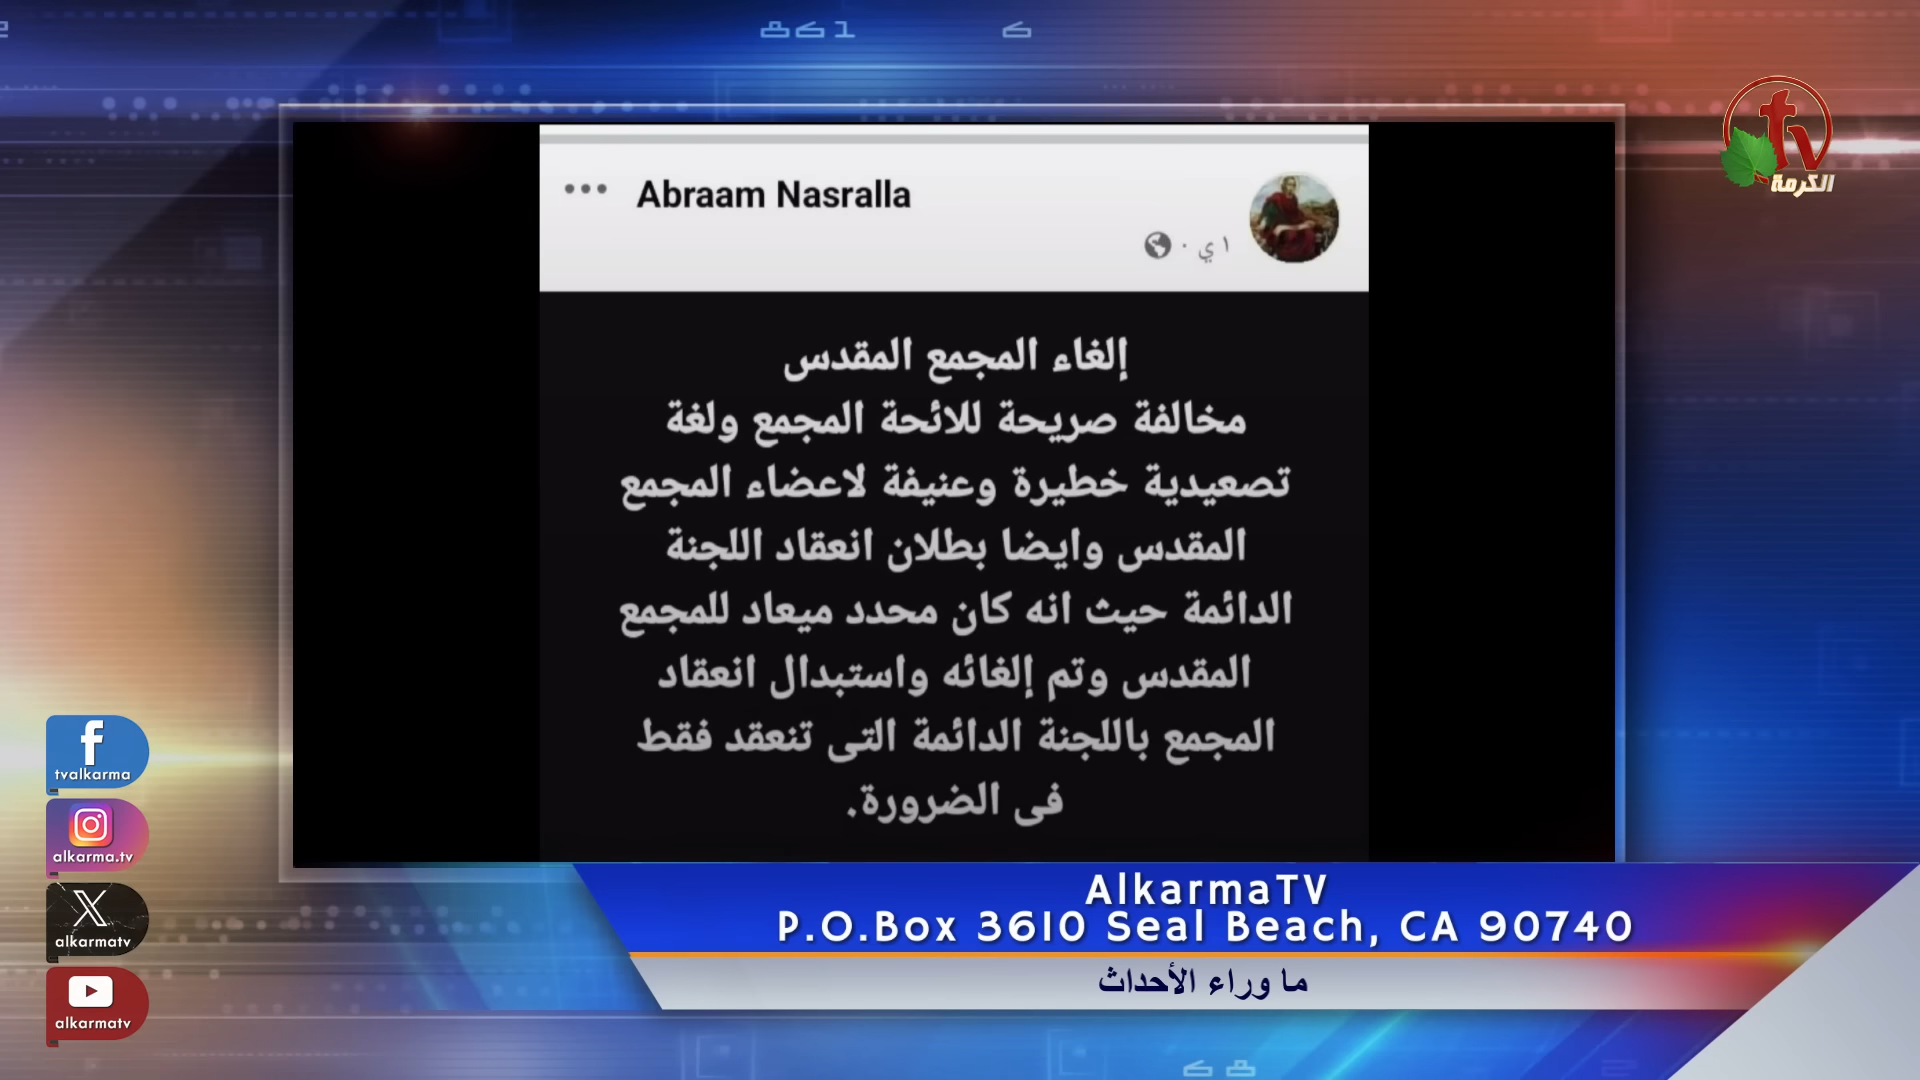 tv
الكرمة
Abraam Nasralla
١ ي ·
إلغاء المجمع المقدس
مخالفة صريحة للائحة المجمع ولغة
تصعيدية خطيرة وعنيفة لاعضاء المجمع
المقدس وايضا بطلان انعقاد اللجنة
الدائمة حيث انه كان محدد ميعاد للمجمع
المقدس وتم إلغائه واستبدال انعقاد
المجمع باللجنة الدائمة التى تنعقد فقط
فى الضرورة.
tvalkarma
alkarma.tv
alkarmatv
alkarmatv
AlkarmaTV
P.O.Box 3610 Seal Beach, CA 90740
ما وراء الأحداث